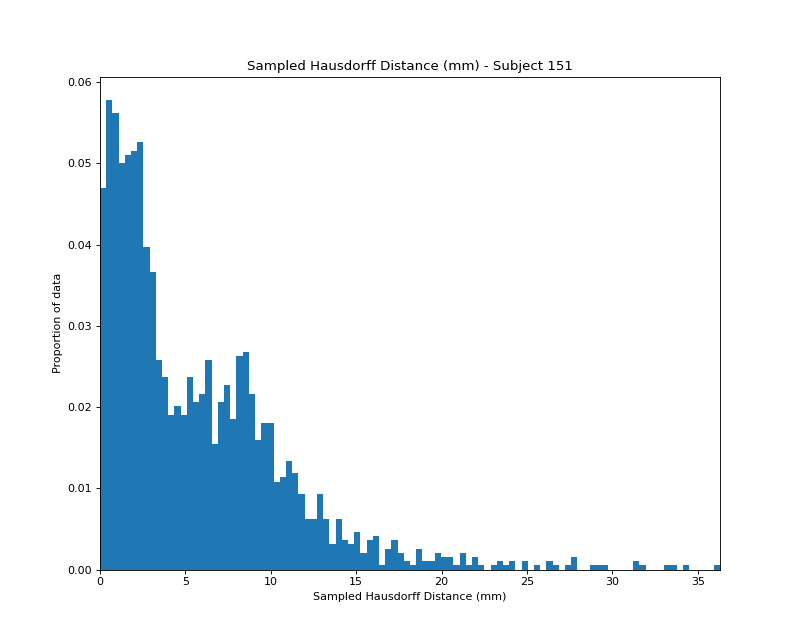 Sampled Hausdorff Distance (mm) - Subject 151
0.06
0.05
0.04
0.03
0.02
0.01
0.00
Proportion of data
0 5 10 15 20 25 30 35
Sampled Hausdorff Distance (mm)